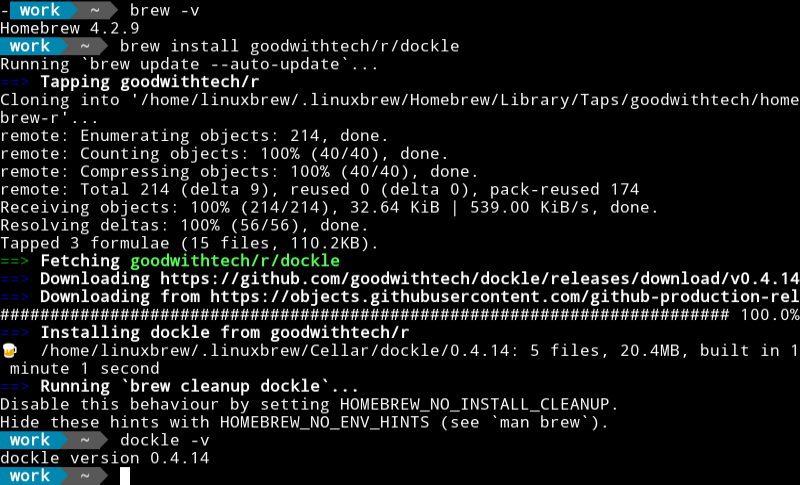 - work ~ brew -v
Homebrew 4.2.9
work ~ brew install goodwithtech/r/dockle
Running `brew update --auto-update`...
==> Tapping goodwithtech/r
Cloning into '/home/linuxbrew/.linuxbrew/Homebrew/Library/Taps/goodwithtech/home
brew-r'...
remote: Enumerating objects: 214, done.
remote: Counting objects: 100% (40/40), done.
remote: Compressing objects: 100% (40/40), done.
remote: Total 214 (delta 9), reused 0 (delta 0), pack-reused 174
Receiving objects: 100% (214/214), 32.64 KiB | 539.00 KiB/s, done.
Resolving deltas: 100% (56/56), done.
Tapped 3 formulae (15 files, 110.2KB).
==> Fetching goodwithtech/r/dockle
==> Downloading https://github.com/goodwithtech/dockle/releases/download/v0.4.14
==> Downloading from https://objects.githubusercontent.com/github-production-rel
######################################################################### 100.0%
==> Installing dockle from goodwithtech/r
🍺 /home/linuxbrew/.linuxbrew/Cellar/dockle/0.4.14: 5 files, 20.4MB, built in 1
minute 1 second
==> Running `brew cleanup dockle`...
Disable this behaviour by setting HOMEBREW_NO_INSTALL_CLEANUP.
Hide these hints with HOMEBREW_NO_ENV_HINTS (see `man brew`).
work ~ dockle -v
dockle version 0.4.14
work ~